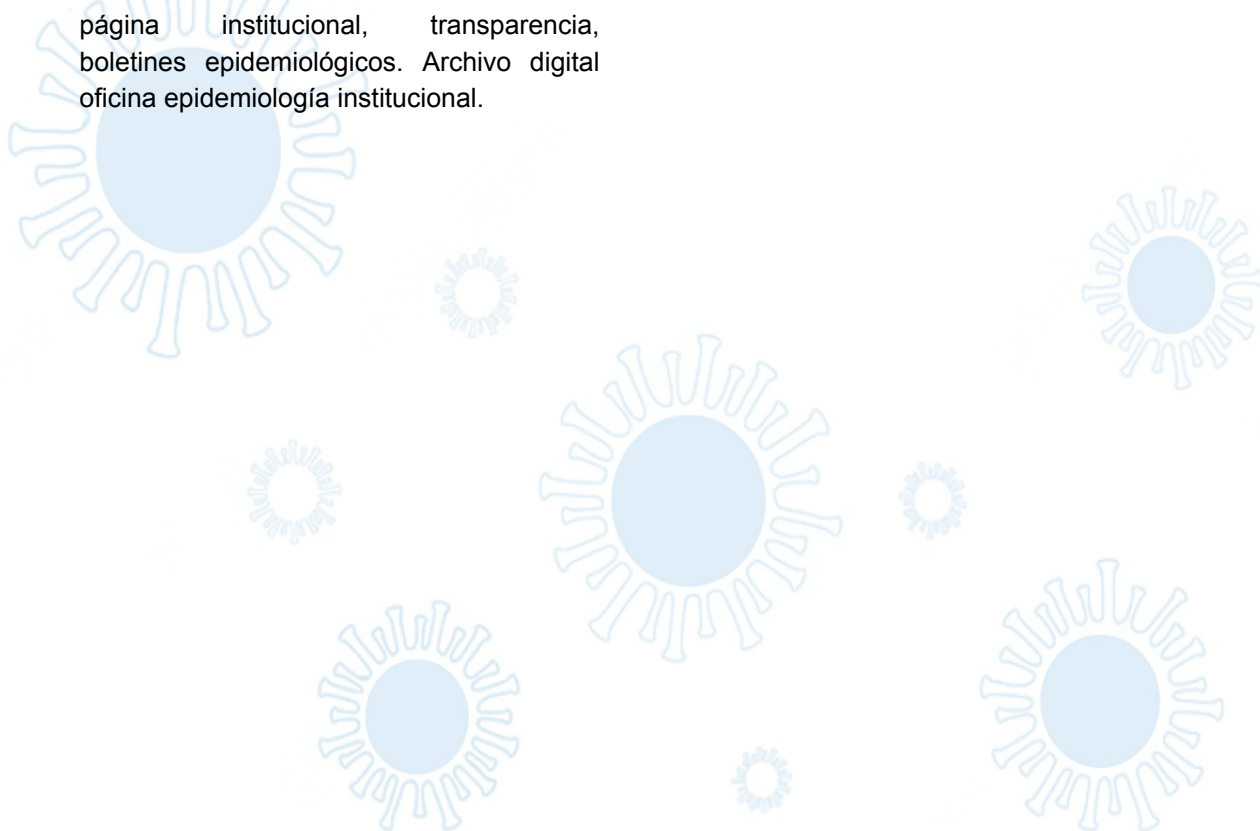 página institucional, transparencia,
boletines epidemiológicos. Archivo digital
oficina epidemiología institucional.